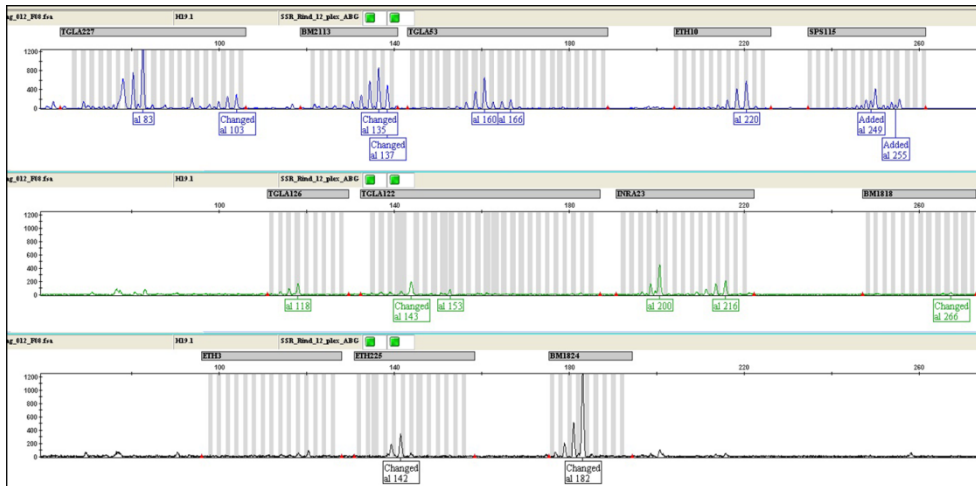 ag_012_F08.fsa H19.1 SSR_Rind_12_plex_ABG
TGLA227 BM2113 TGLA53 ETH10 SPS115
100 140 180 220 260
1200
800
400
0
al 83 Changed al 103 Changed al 135 al 160 al 166 al 220 Added al 249
Changed al 137 Added al 255
ag_012_F08.fsa H19.1 SSR_Rind_12_plex_ABG
TGLA126 TGLA122 INRA23 BM1818
100 140 180 220 260
1200
1000
800
600
400
200
0
al 118 Changed al 143 al 153 al 200 al 216 Changed al 266
ag_012_F08.fsa H19.1 SSR_Rind_12_plex_ABG
ETH3 ETH225 BM1824
100 140 180 220 260
1200
1000
800
600
400
200
0
Changed al 142 Changed al 182